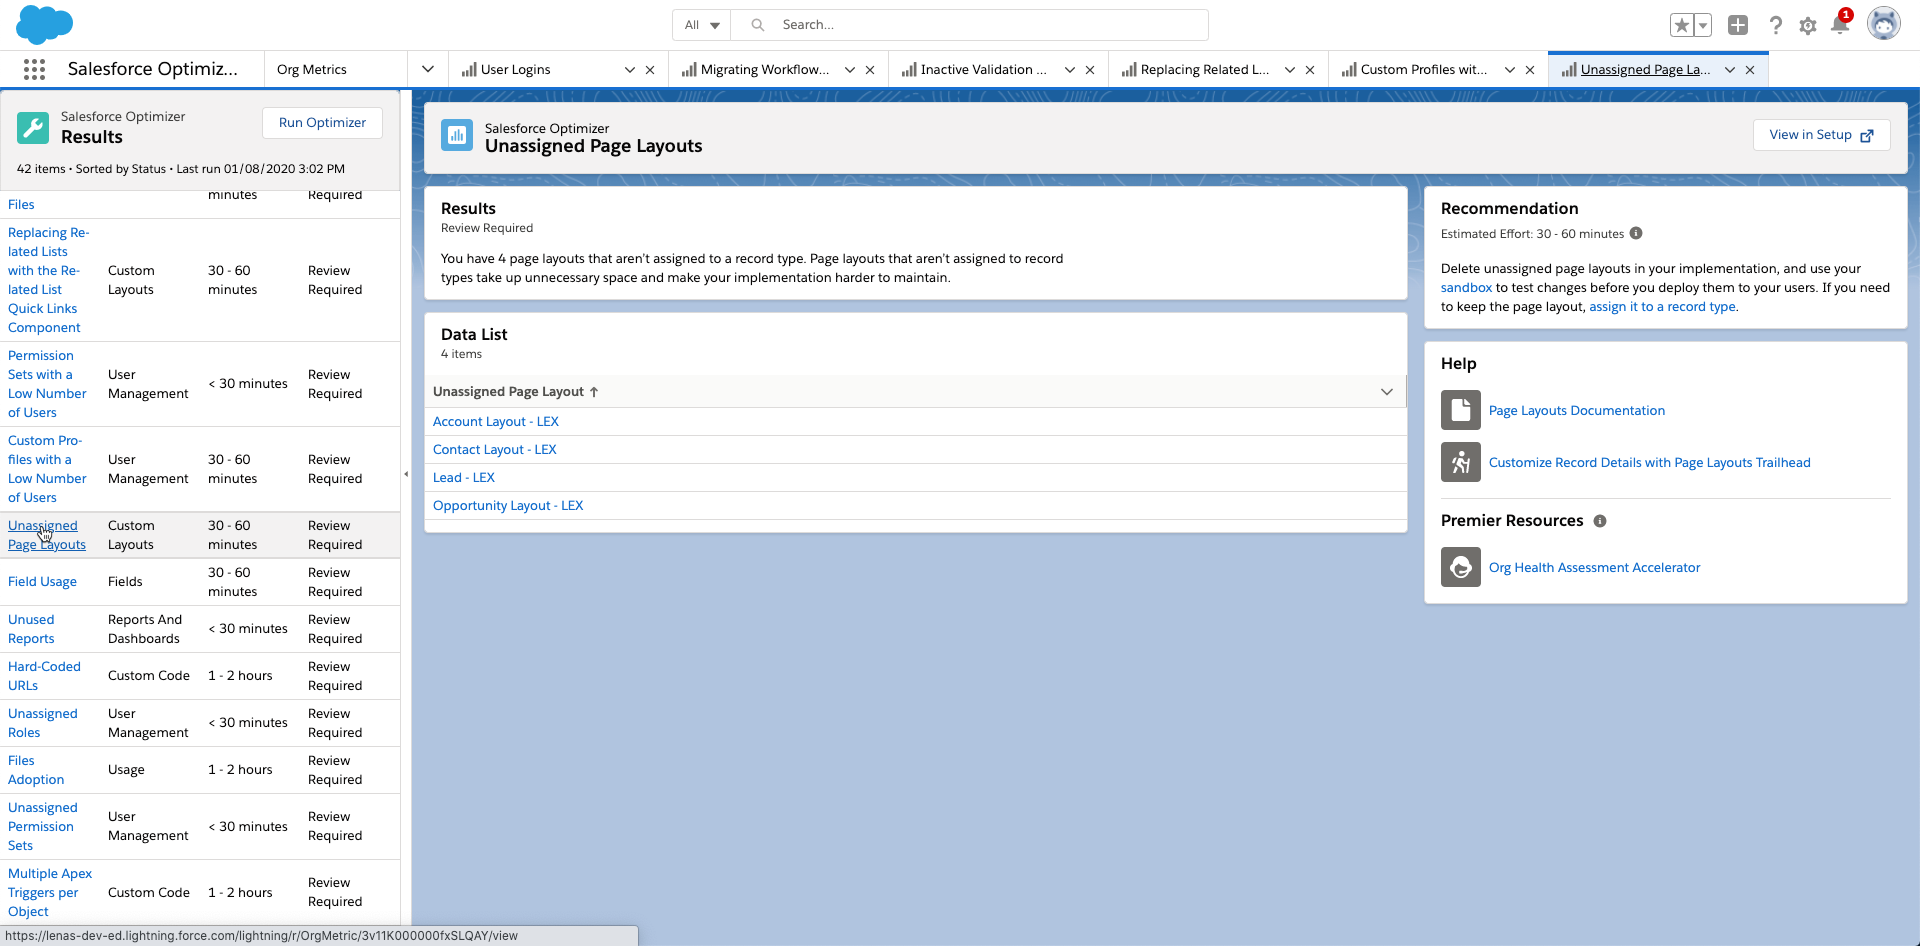 All
Search...
1
Salesforce Optimiz...
Org Metrics
User Logins
Migrating Workflow...
Inactive Validation ...
Replacing Related L...
Custom Profiles wit...
Unassigned Page La...
Salesforce Optimizer
Results
Run Optimizer
42 items • Sorted by Status • Last run 01/08/2020 3:02 PM
Files
minutes
Required
Replacing Re-
lated Lists
with the Re-
lated List
Quick Links
Component
Custom
Layouts
30 - 60
minutes
Review
Required
Permission
Sets with a
Low Number
of Users
User
Management
< 30 minutes
Review
Required
Custom Pro-
files with a
Low Number
of Users
User
Management
30 - 60
minutes
Review
Required
Unassigned
Page Layouts
Custom
Layouts
30 - 60
minutes
Review
Required
Field Usage
Fields
30 - 60
minutes
Review
Required
Unused
Reports
Reports And
Dashboards
< 30 minutes
Review
Required
Hard-Coded
URLs
Custom Code
1 - 2 hours
Review
Required
Unassigned
Roles
User
Management
< 30 minutes
Review
Required
Files
Adoption
Usage
1 - 2 hours
Review
Required
Unassigned
Permission
Sets
User
Management
< 30 minutes
Review
Required
Multiple Apex
Triggers per
Object
Custom Code
1 - 2 hours
Review
Required
https://lenas-dev-ed.lightning.force.com/lightning/r/OrgMetric/3v11K000000fxSLQAY/view
Salesforce Optimizer
Unassigned Page Layouts
View in Setup
Results
Review Required
You have 4 page layouts that aren't assigned to a record type. Page layouts that aren't assigned to record
types take up unnecessary space and make your implementation harder to maintain.
Data List
4 items
Unassigned Page Layout ↑
Account Layout - LEX
Contact Layout - LEX
Lead - LEX
Opportunity Layout - LEX
Recommendation
Estimated Effort: 30 - 60 minutes
Delete unassigned page layouts in your implementation, and use your
sandbox to test changes before you deploy them to your users. If you need
to keep the page layout, assign it to a record type.
Help
Page Layouts Documentation
Customize Record Details with Page Layouts Trailhead
Premier Resources
Org Health Assessment Accelerator